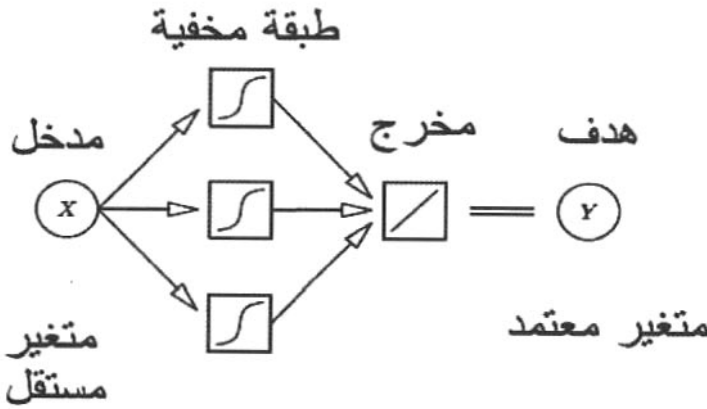 طبقة مخفية
مدخل
مخرج
هدف
X
Y
متغير
مستقل
متغير معتمد